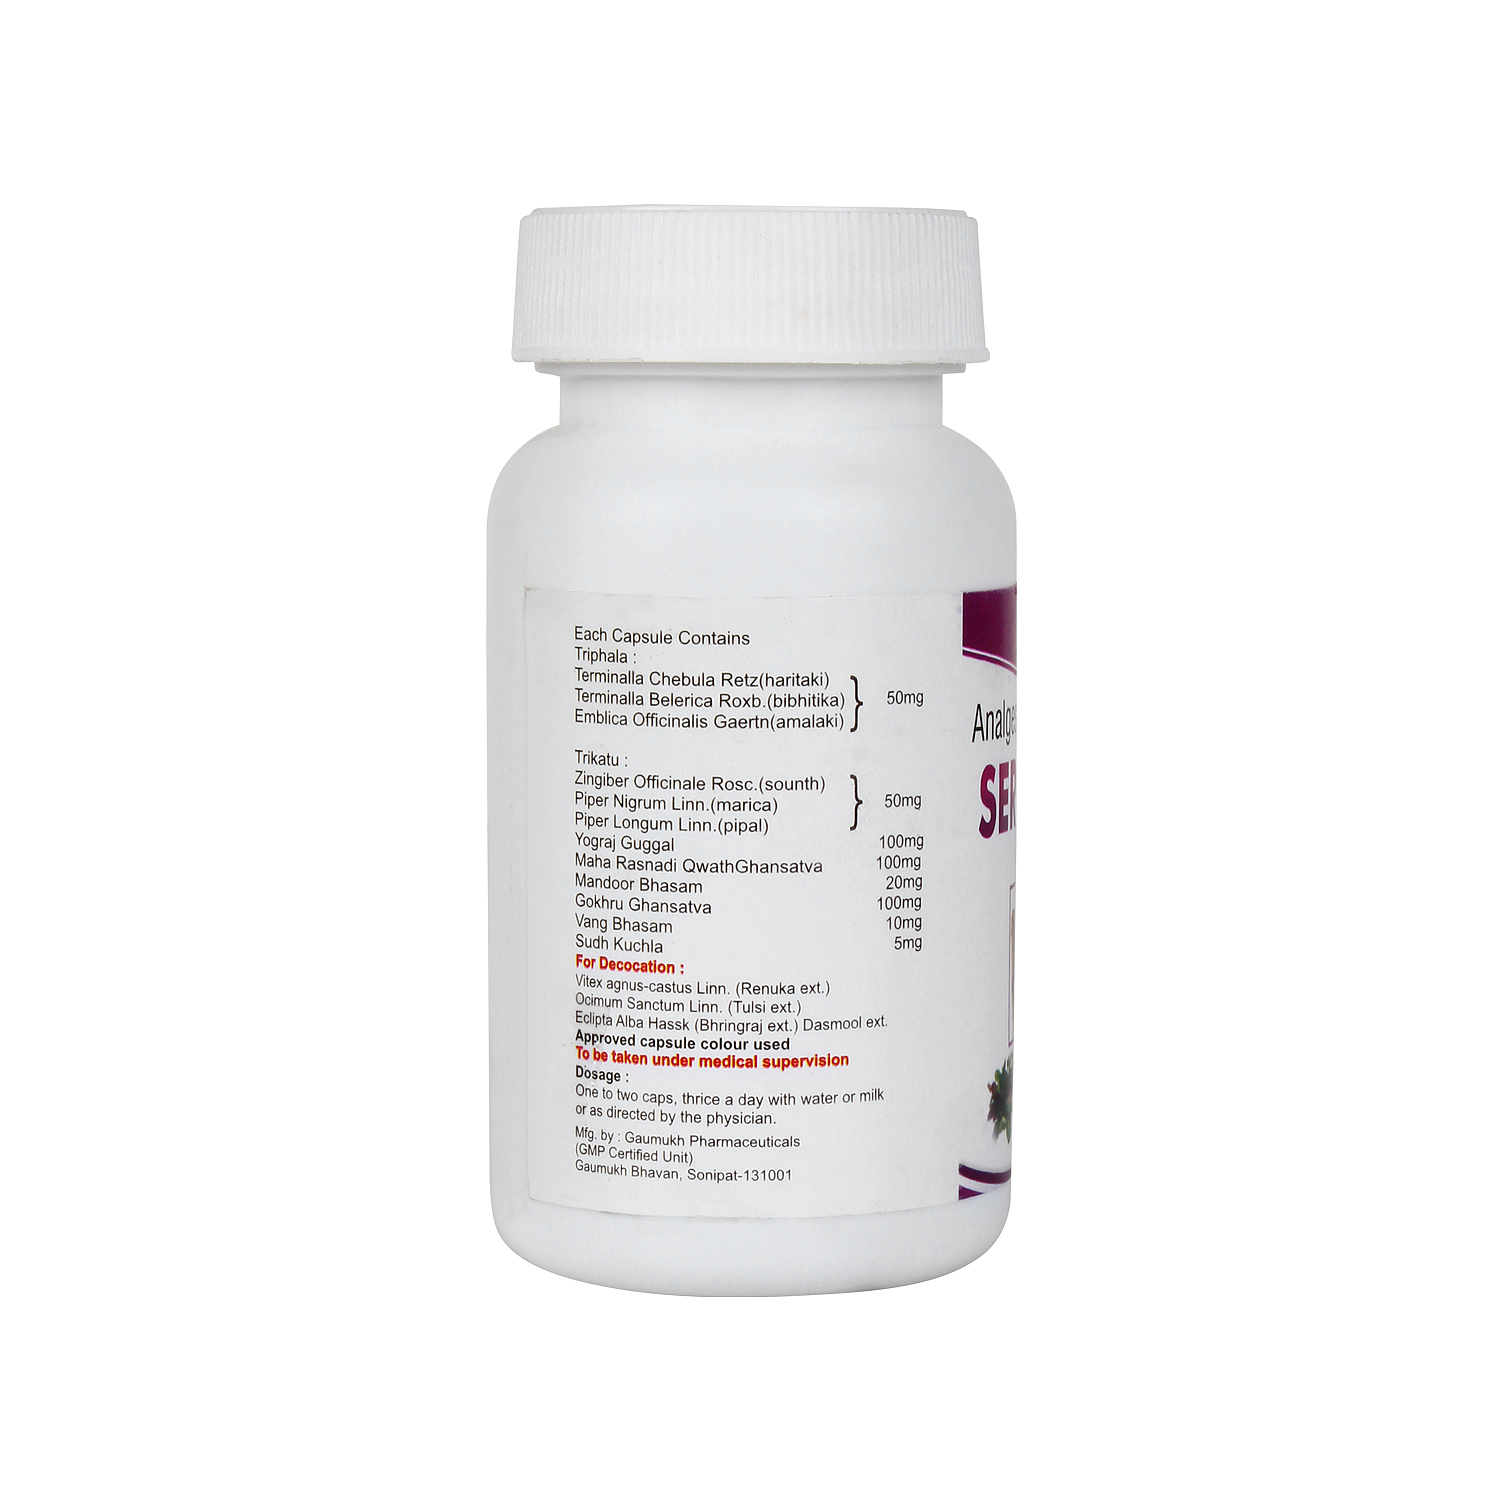 Each Capsule Contains
Triphala :
Terminalla Chebula Retz(haritaki)
Terminalla Belerica Roxb.(bibhitika) } 50mg
Emblica Officinalis Gaertn(amalaki)
Trikatu :
Zingiber Officinale Rosc.(sounth)
Piper Nigrum Linn.(marica) } 50mg
Piper Longum Linn.(pipal)
Yograj Guggal 100mg
Maha Rasnadi QwathGhansatva 100mg
Mandoor Bhasam 20mg
Gokhru Ghansatva 100mg
Vang Bhasam 10mg
Sudh Kuchla 5mg
For Decocation :
Vitex agnus-castus Linn. (Renuka ext.)
Ocimum Sanctum Linn. (Tulsi ext.)
Eclipta Alba Hassk (Bhringraj ext.) Dasmool ext.
Approved capsule colour used
To be taken under medical supervision
Dosage :
One to two caps, thrice a day with water or milk
or as directed by the physician.
Mfg. by : Gaumukh Pharmaceuticals
(GMP Certified Unit)
Gaumukh Bhavan, Sonipat-131001